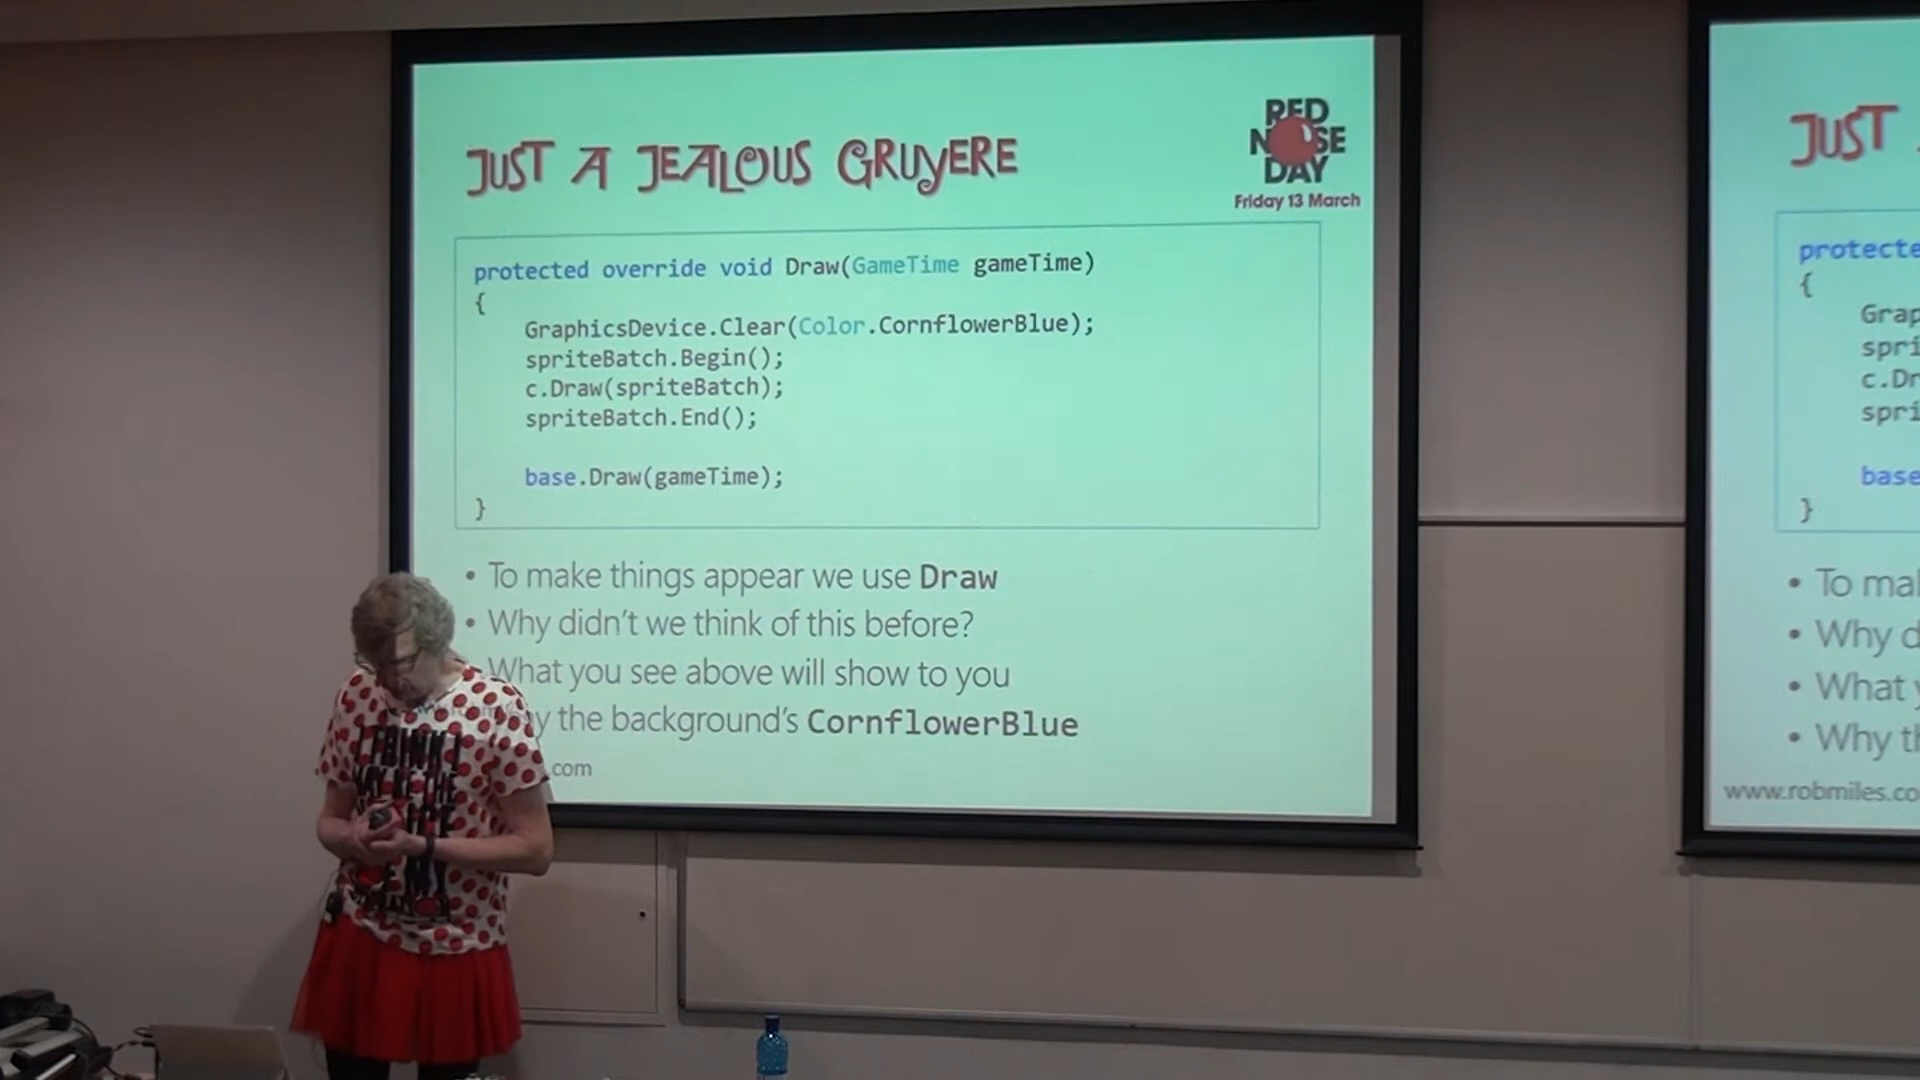 JUST A JEALOUS GRUYERE
RED
NOSE
DAY
Friday 13 March
protected override void Draw(GameTime gameTime)
{
GraphicsDevice.Clear(Color.CornflowerBlue);
spriteBatch.Begin();
c.Draw(spriteBatch);
spriteBatch.End();
base.Draw(gameTime);
}
• To make things appear we use Draw
• Why didn't we think of this before?
What you see above will show to you
the background's CornflowerBlue
.com
JUST
protecte
{
Grap
spri
c.Dr
spri
base
}
• To mal
• Why d
• What y
• Why th
www.robmiles.co